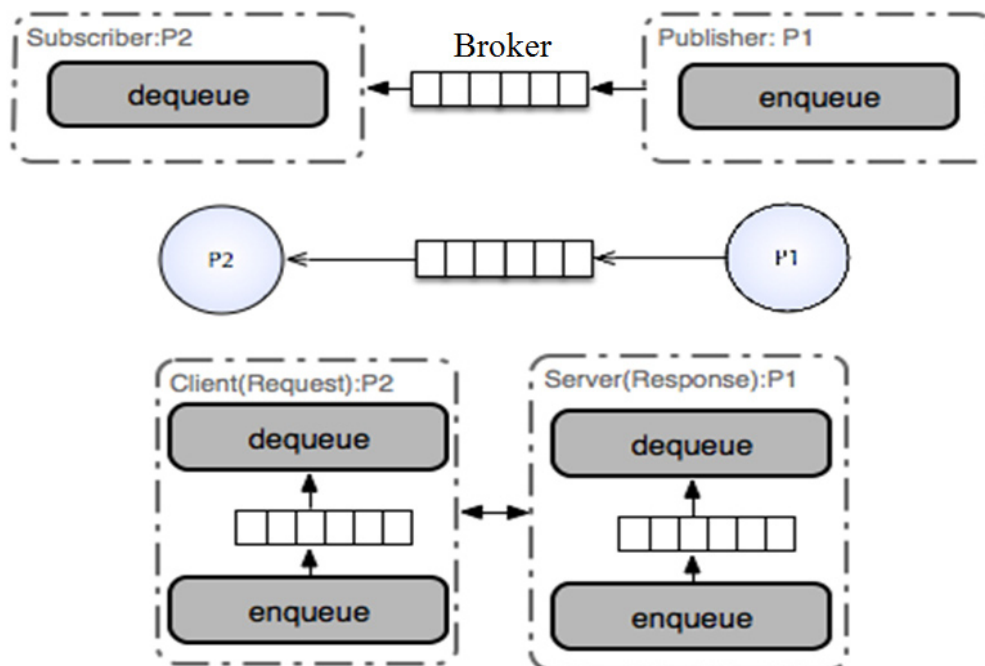 Subscriber:P2
Broker
Publisher: P1
dequeue
enqueue
P2
P1
Client(Request):P2
Server(Response):P1
dequeue
dequeue
enqueue
enqueue